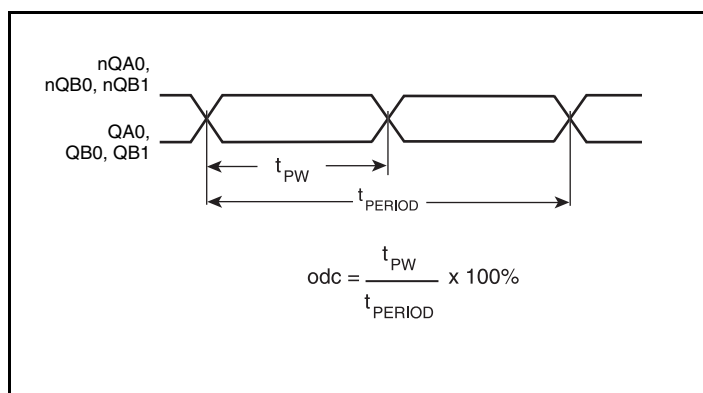 nQA0,
nQB0, nQB1
QA0,
QB0, QB1
tPW
tPERIOD
odc = tPW / tPERIOD x 100%